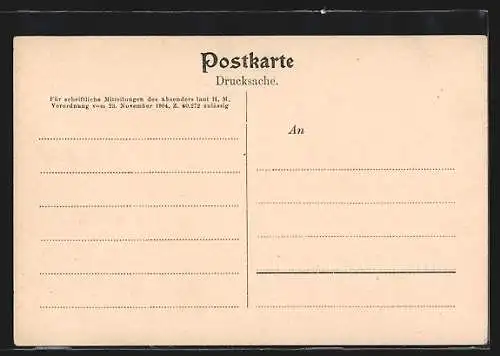 Postkarte
Drucksache.
Für schriftliche Mitteilungen des Absenders laut H. M.
Verordnung vom 23. November 1904, Z. 40.272 zulässig
An